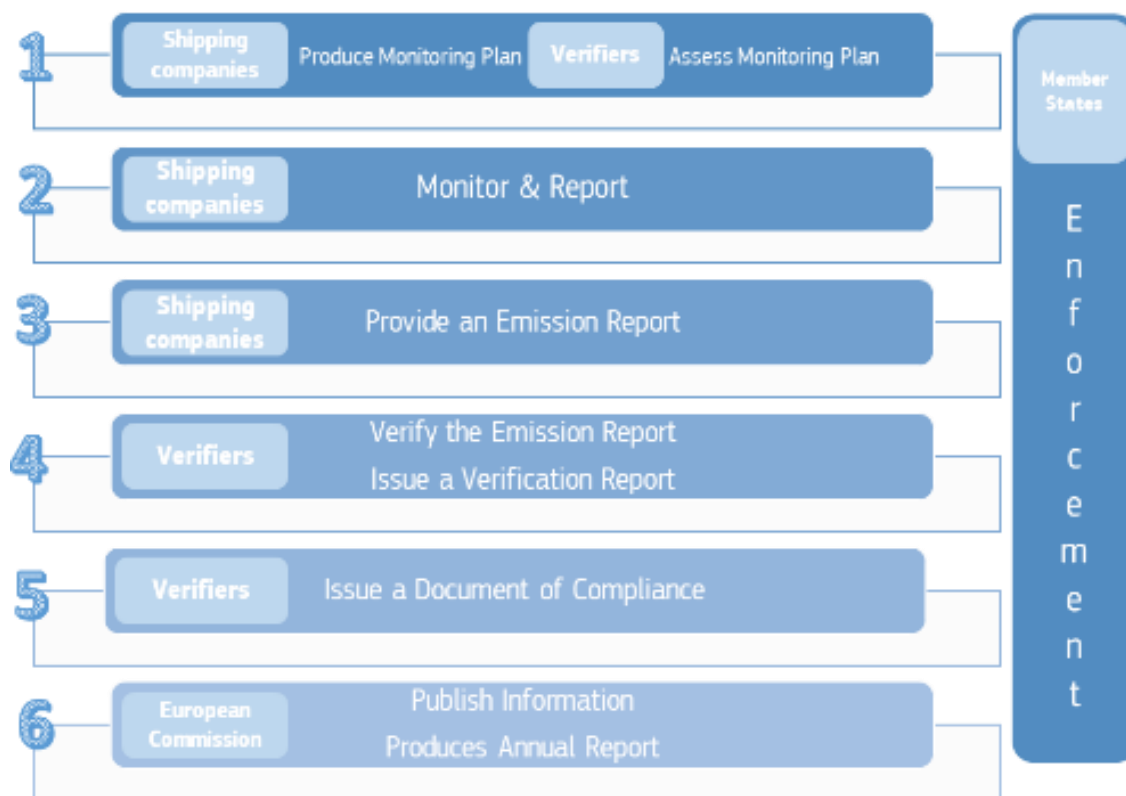 1
Shipping
companies
Produce Monitoring Plan
Verifiers
Assess Monitoring Plan
2
Shipping
companies
Monitor & Report
3
Shipping
companies
Provide an Emission Report
4
Verifiers
Verify the Emission Report
Issue a Verification Report
5
Verifiers
Issue a Document of Compliance
6
European
Commission
Publish Information
Produces Annual Report
Member
States
Enforcement